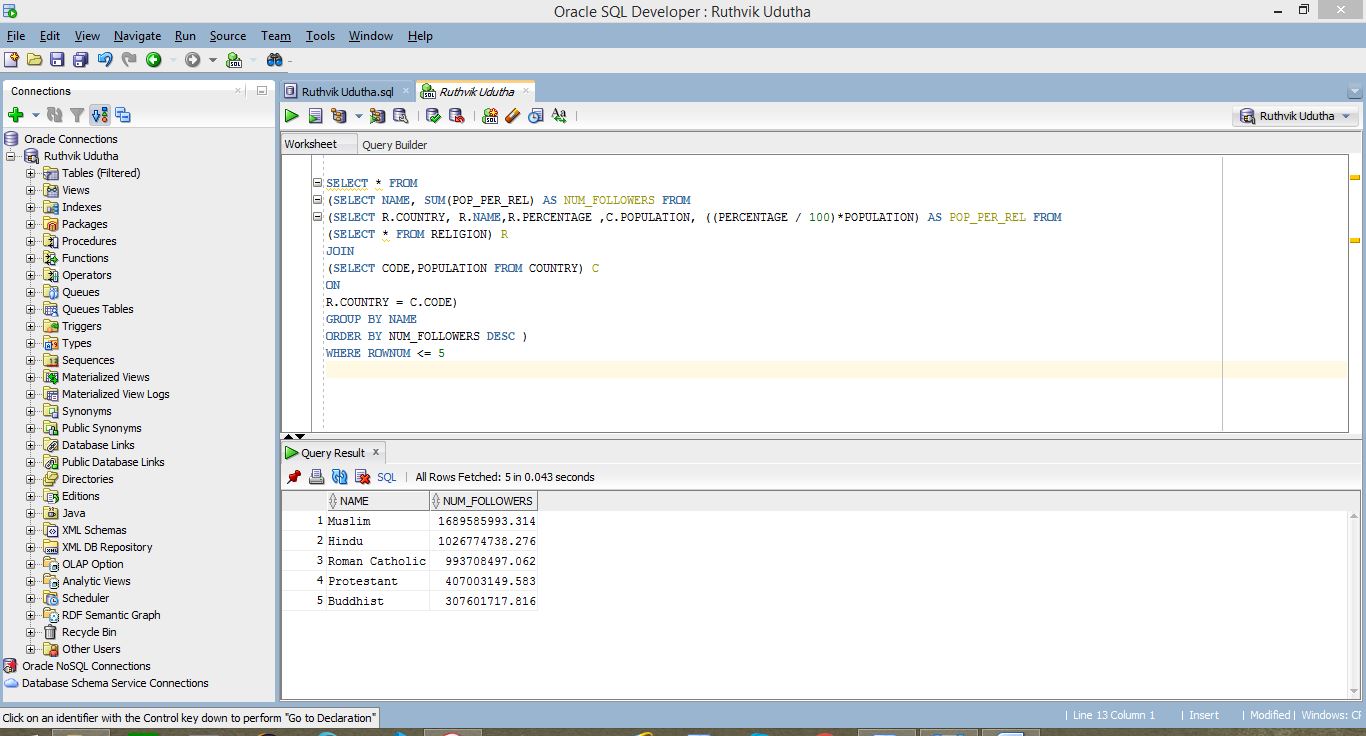 Oracle SQL Developer : Ruthvik Udutha
File Edit View Navigate Run Source Team Tools Window Help
Connections
Oracle Connections
Ruthvik Udutha
Tables (Filtered)
Views
Indexes
Packages
Procedures
Functions
Operators
Queues
Queues Tables
Triggers
Types
Sequences
Materialized Views
Materialized View Logs
Synonyms
Public Synonyms
Database Links
Public Database Links
Directories
Editions
Java
XML Schemas
XML DB Repository
OLAP Option
Analytic Views
Scheduler
RDF Semantic Graph
Recycle Bin
Other Users
Oracle NoSQL Connections
Database Schema Service Connections
Ruthvik Udutha.sql Ruthvik Udutha
Ruthvik Udutha
Worksheet Query Builder
SELECT * FROM
(SELECT NAME, SUM(POP_PER_REL) AS NUM_FOLLOWERS FROM
(SELECT R.COUNTRY, R.NAME,R.PERCENTAGE ,C.POPULATION, ((PERCENTAGE / 100)*POPULATION) AS POP_PER_REL FROM
(SELECT * FROM RELIGION) R
JOIN
(SELECT CODE,POPULATION FROM COUNTRY) C
ON
R.COUNTRY = C.CODE)
GROUP BY NAME
ORDER BY NUM_FOLLOWERS DESC )
WHERE ROWNUM <= 5
Query Result
SQL | All Rows Fetched: 5 in 0.043 seconds
NAME NUM_FOLLOWERS
1 Muslim 1689585993.314
2 Hindu 1026774738.276
3 Roman Catholic 993708497.062
4 Protestant 407003149.583
5 Buddhist 307601717.816
Click on an identifier with the Control key down to perform "Go to Declaration"
| Line 13 Column 1 | Insert | Modified | Windows: CF